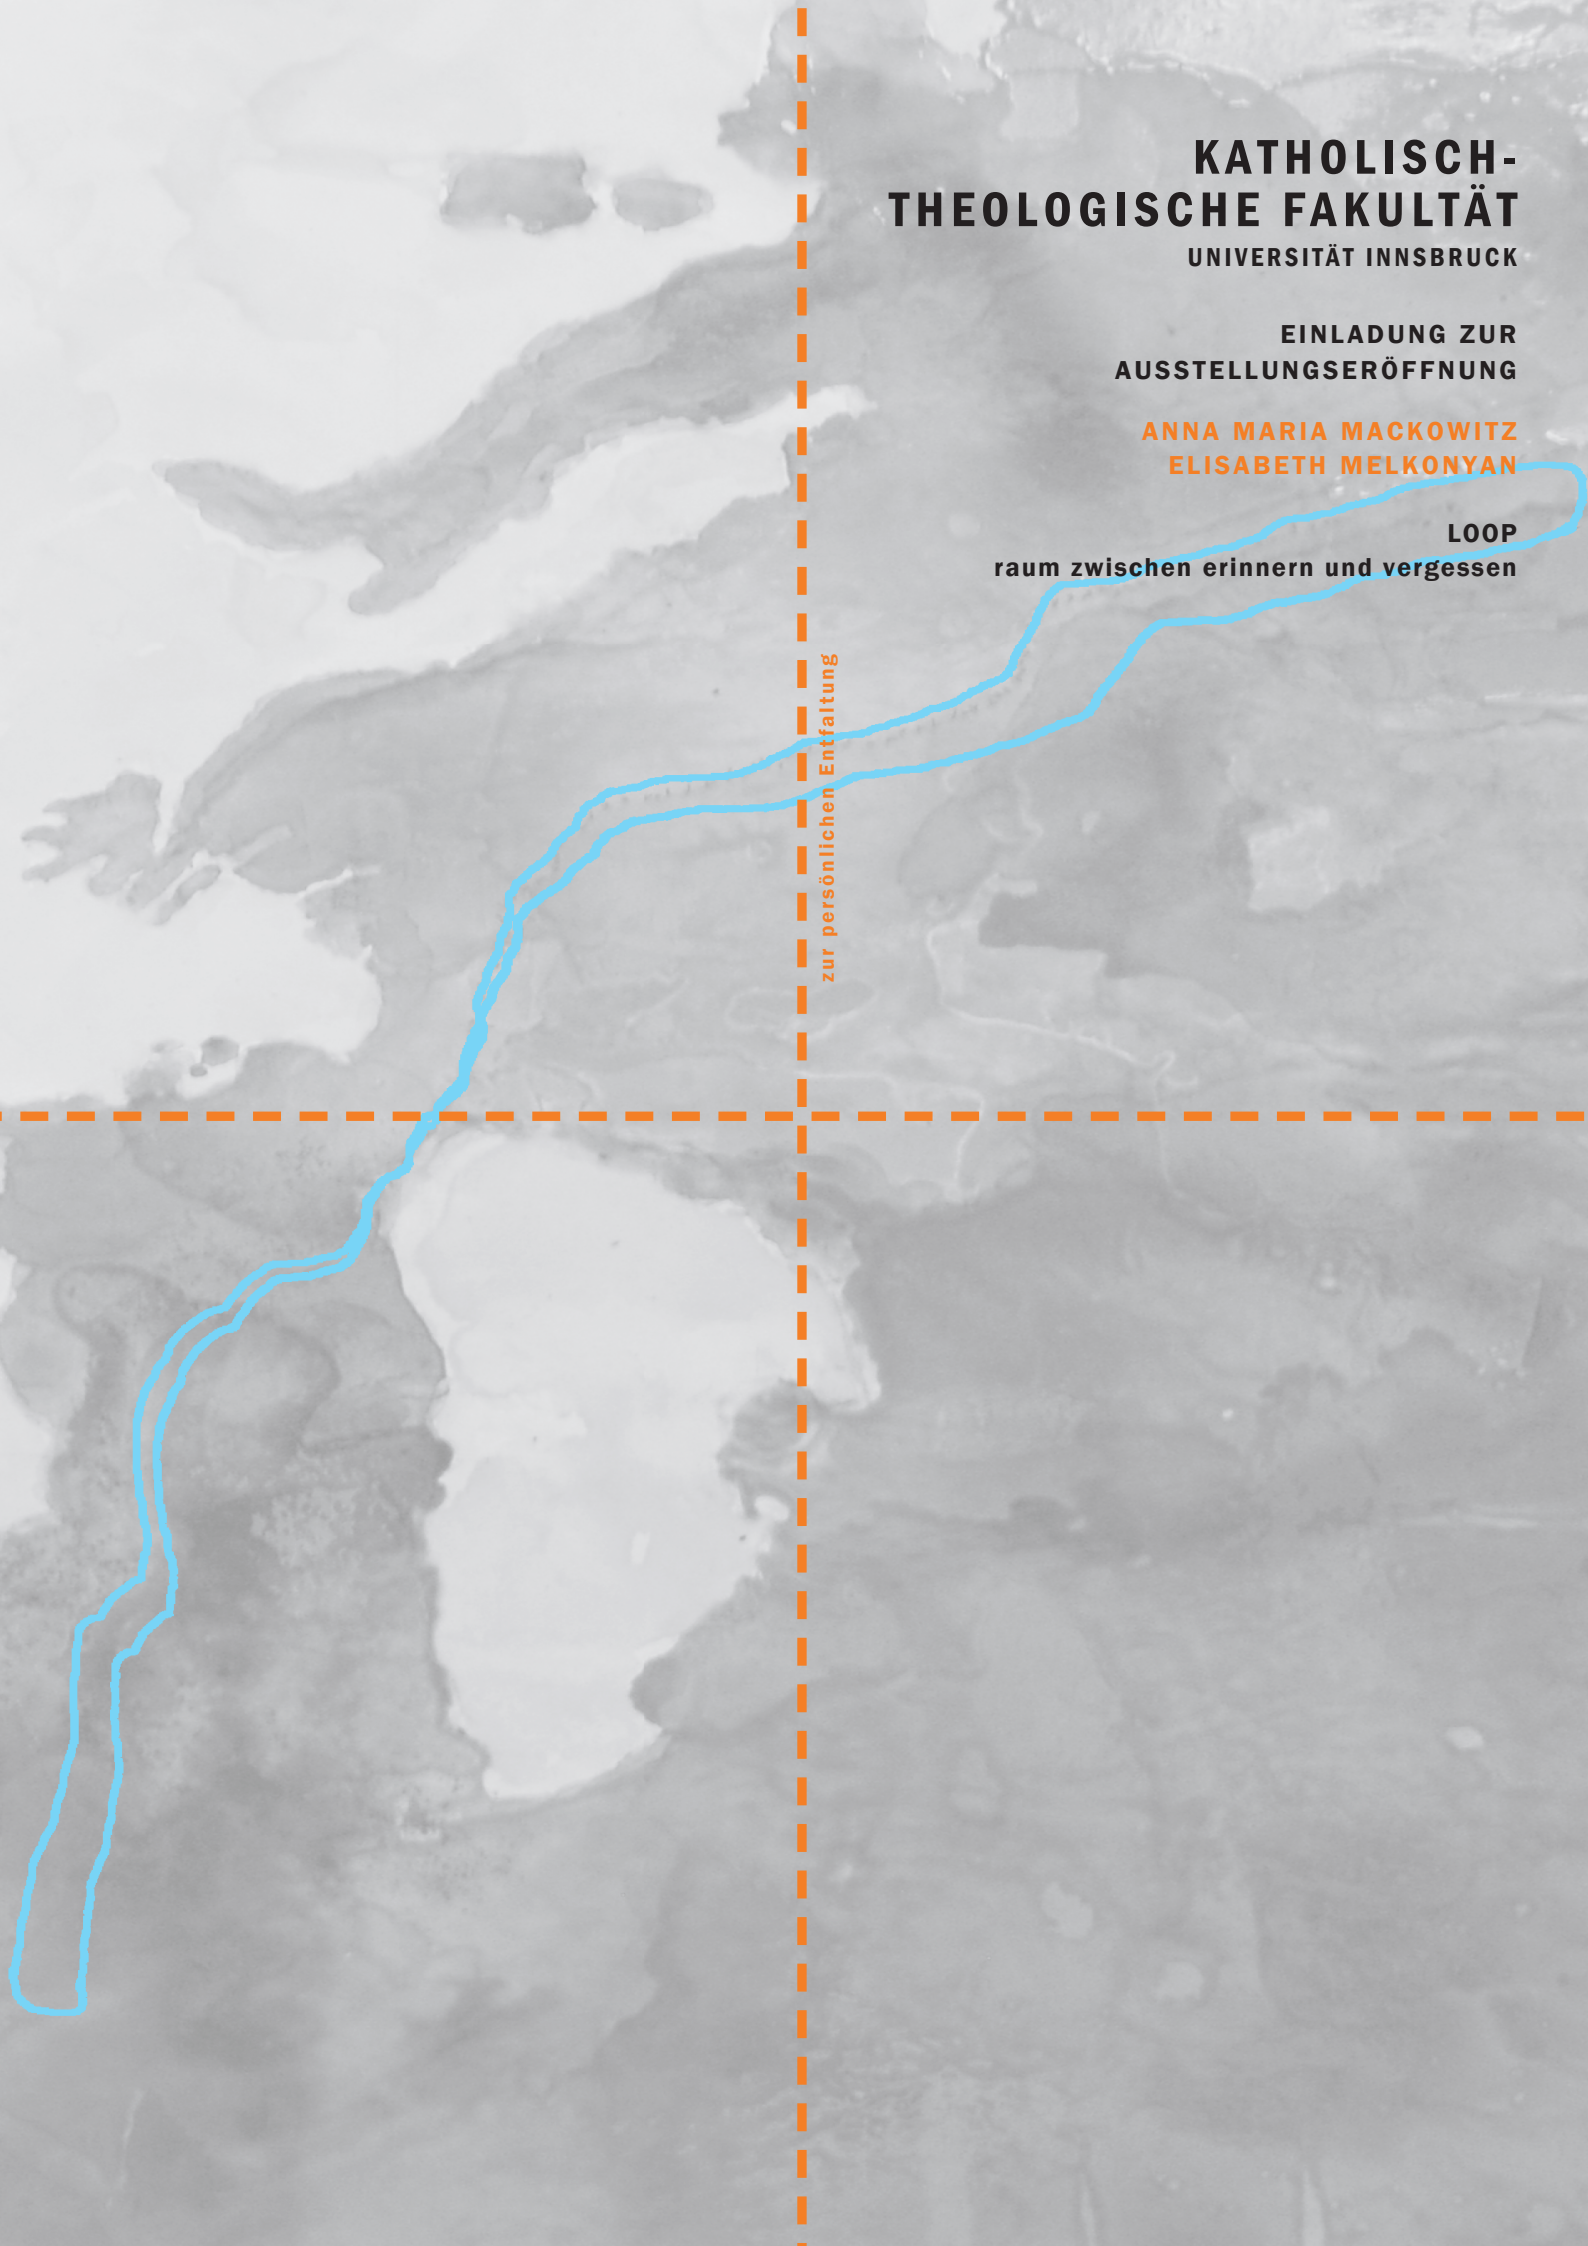 KATHOLISCH-
THEOLOGISCHE FAKULTÄT
UNIVERSITÄT INNSBRUCK
EINLADUNG ZUR
AUSSTELLUNGSERÖFFNUNG
ANNA MARIA MACKOWITZ
ELISABETH MELKONYAN
LOOP
raum zwischen erinnern und vergessen
zur persönlichen Entfaltung